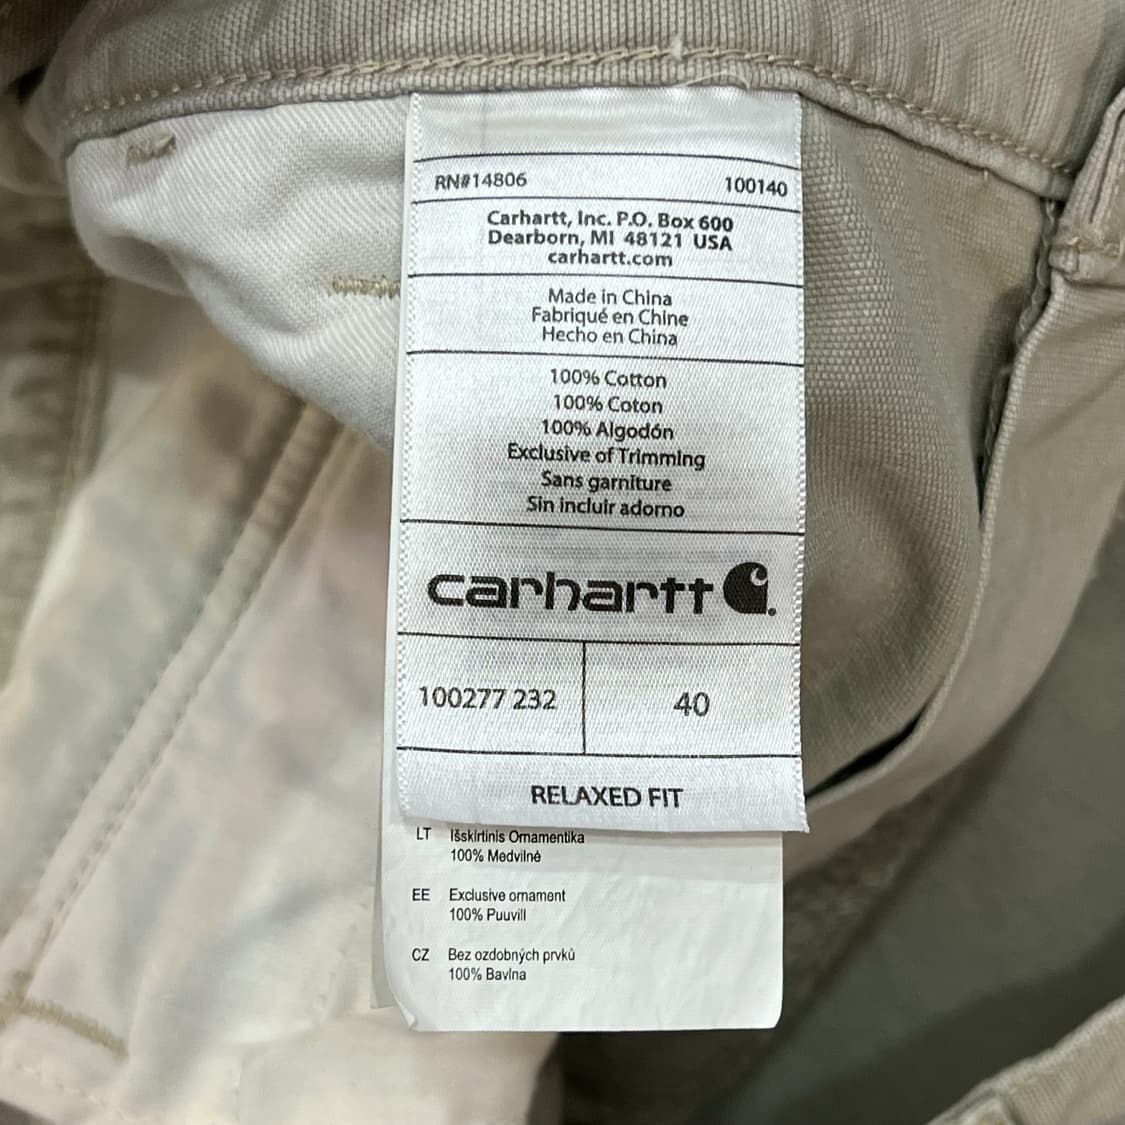 RN#14806 100140
Carhartt, Inc. P.O. Box 600
Dearborn, MI 48121 USA
carhartt.com
Made in China
Fabriqué en Chine
Hecho en China
100% Cotton
100% Coton
100% Algodón
Exclusive of Trimming
Sans garniture
Sin incluir adorno
carhartt
100277 232 40
RELAXED FIT
LT Išskirtinis Ornamentika
100% Medvilnė
EE Exclusive ornament
100% Puuvill
CZ Bez ozdobných prvků
100% Bavlna